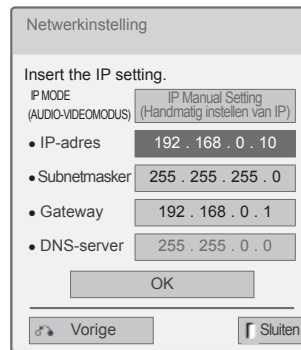 Netwerkinstelling
Insert the IP setting.
IP MODE
(AUDIO-VIDEOMODUS)
IP Manual Setting
(Handmatig instellen van IP)
• IP-adres 192 . 168 . 0 . 10
• Subnetmasker 255 . 255 . 255 . 0
• Gateway 192 . 168 . 0 . 1
• DNS-server 255 . 255 . 0 . 0
OK
Vorige Sluiten